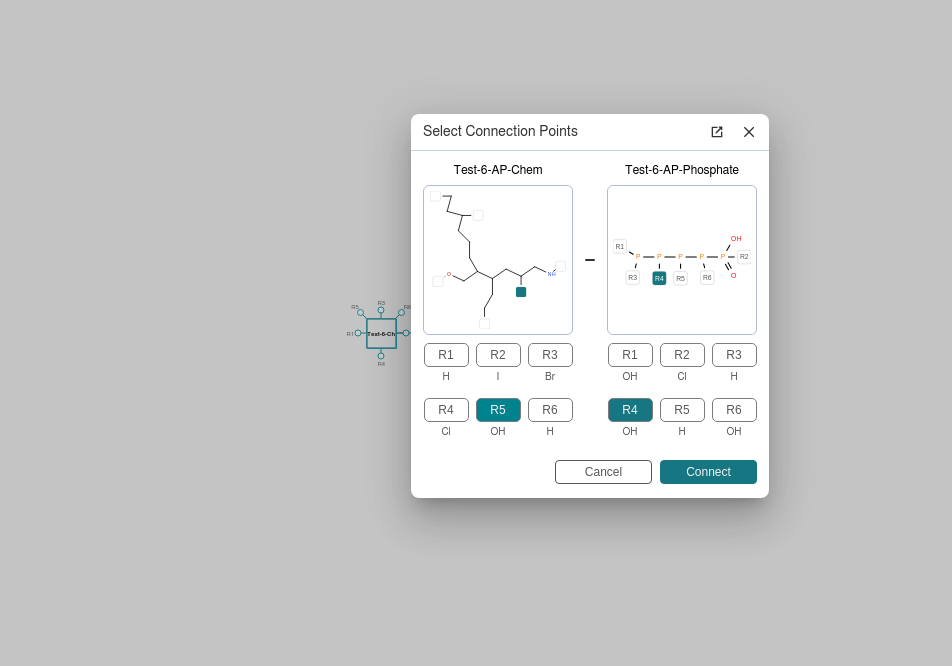 Select Connection Points
Test-6-AP-Chem
Test-6-AP-Phosphate
O
NH
R1
P
P
P
P
P
OH
R2
O
R3
R4
R5
R6
R1
R2
R3
H
I
Br
R4
R5
R6
Cl
OH
H
R1
R2
R3
OH
Cl
H
R4
R5
R6
OH
H
OH
Cancel
Connect
R5
R3
R1
Test-6-Ch
R4